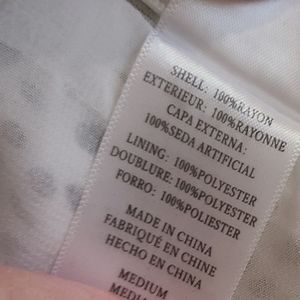 SHELL: 100%RAYON
EXTERIEUR: 100%RAYONNE
CAPA EXTERNA:
100%SEDA ARTIFICIAL
LINING: 100%POLYESTER
DOUBLURE: 100%POLYESTER
FORRO: 100%POLIESTER
MADE IN CHINA
FABRIQUÉ EN CHINE
HECHO EN CHINA
MEDIUM